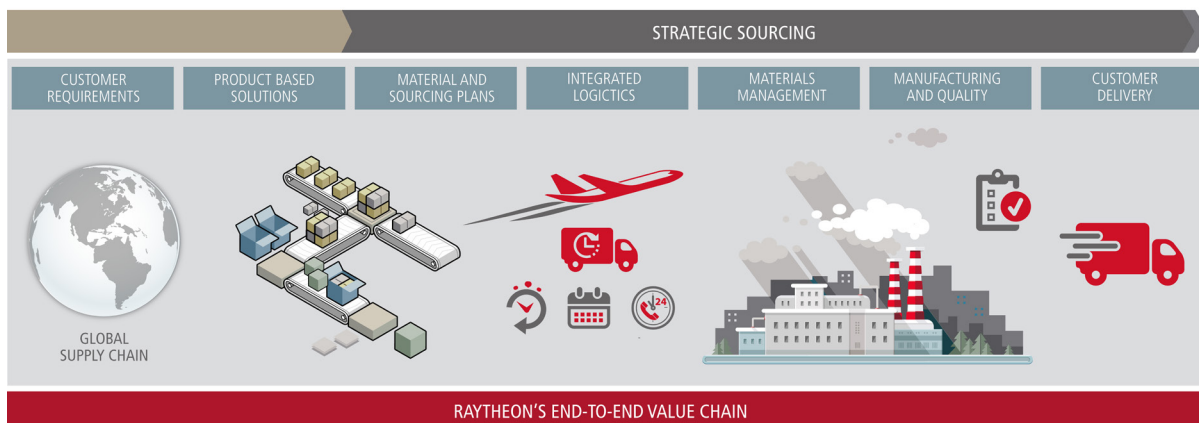 STRATEGIC SOURCING
CUSTOMER
REQUIREMENTS
PRODUCT BASED
SOLUTIONS
MATERIAL AND
SOURCING PLANS
INTEGRATED
LOGICTICS
MATERIALS
MANAGEMENT
MANUFACTURING
AND QUALITY
CUSTOMER
DELIVERY
24
GLOBAL
SUPPLY CHAIN
RAYTHEON'S END-TO-END VALUE CHAIN